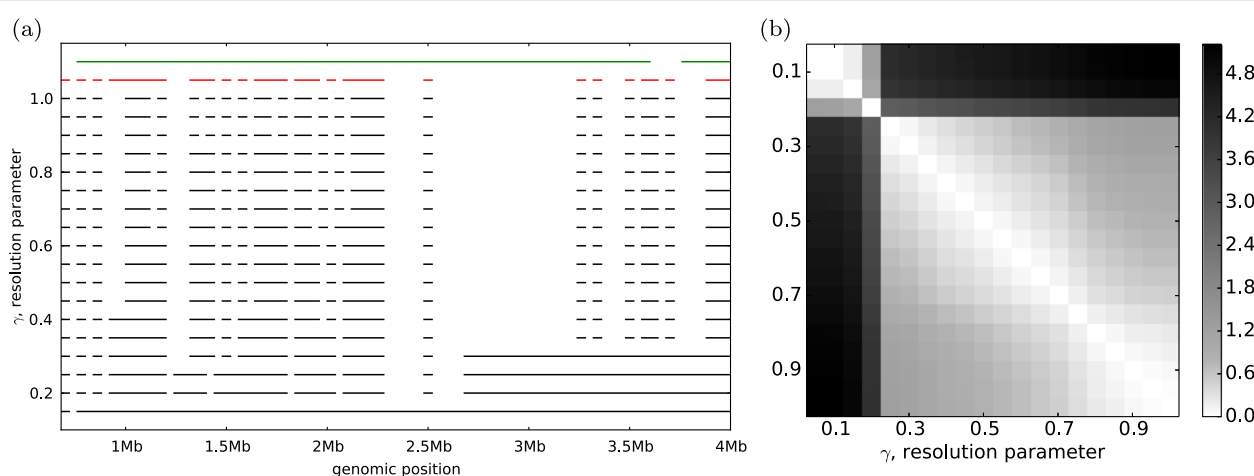 (a)
γ, resolution parameter
1.0
0.8
0.6
0.4
0.2
1Mb 1.5Mb 2Mb 2.5Mb 3Mb 3.5Mb 4Mb
genomic position
(b)
0.1
0.3
0.5
0.7
0.9
0.1 0.3 0.5 0.7 0.9
γ, resolution parameter
4.8
4.2
3.6
3.0
2.4
1.8
1.2
0.6
0.0